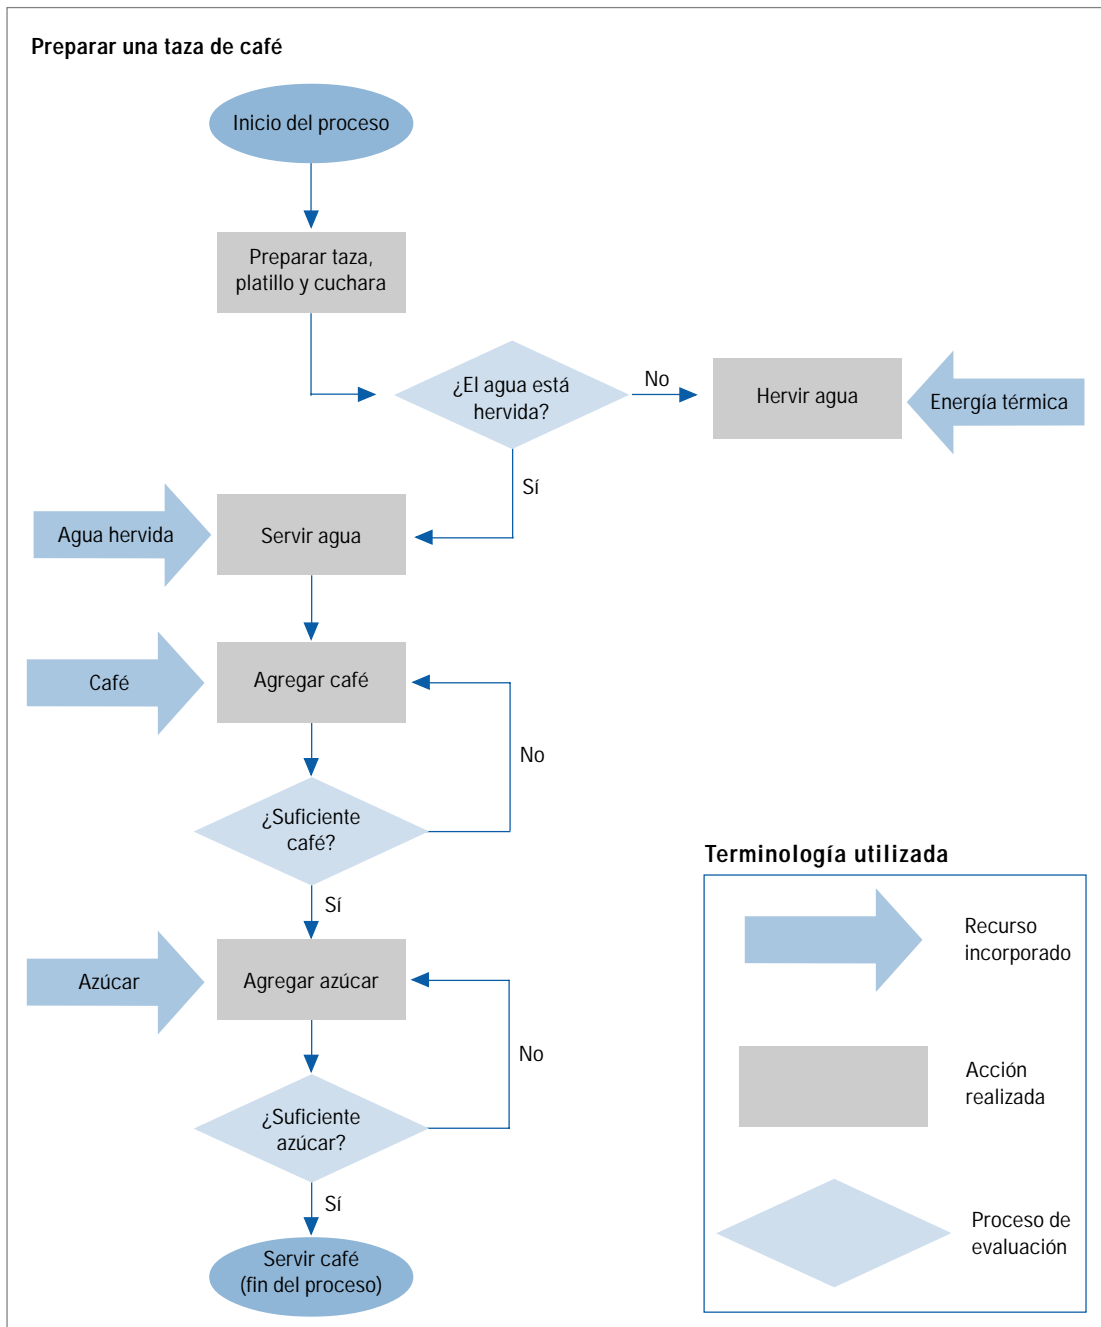 Preparar una taza de café
Inicio del proceso
Preparar taza,
platillo y cuchara
¿El agua está
hervida?
No
Hervir agua
Energía térmica
Sí
Agua hervida
Servir agua
Café
Agregar café
No
¿Suficiente
café?
Sí
Azúcar
Agregar azúcar
No
¿Suficiente
azúcar?
Sí
Servir café
(fin del proceso)
Terminología utilizada
Recurso
incorporado
Acción
realizada
Proceso de
evaluación